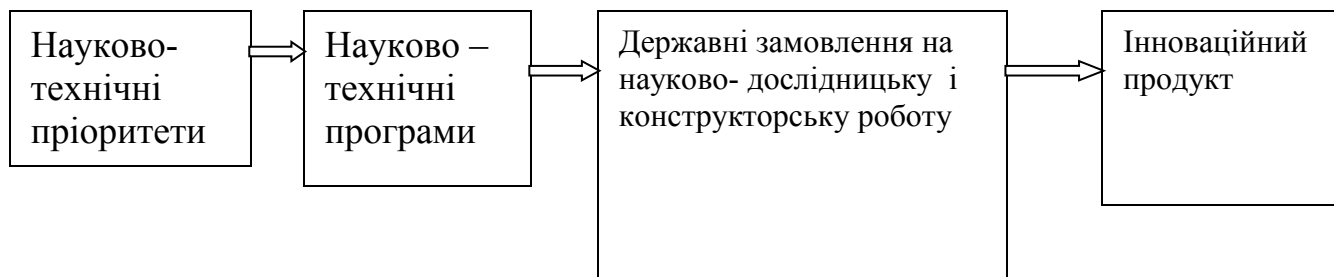 Науково-
технічні
пріоритети
Науково –
технічні
програми
Державні замовлення на
науково- дослідницьку і
конструкторську роботу
Інноваційний
продукт